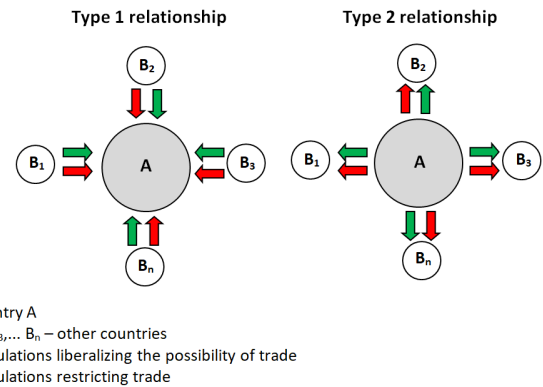 Type 1 relationship Type 2 relationship
B₂ B₂
B₁ A B₃ B₁ A B₃
Bₙ Bₙ
ntry A
₃,... Bₙ – other countries
ulations liberalizing the possibility of trade
ulations restricting trade